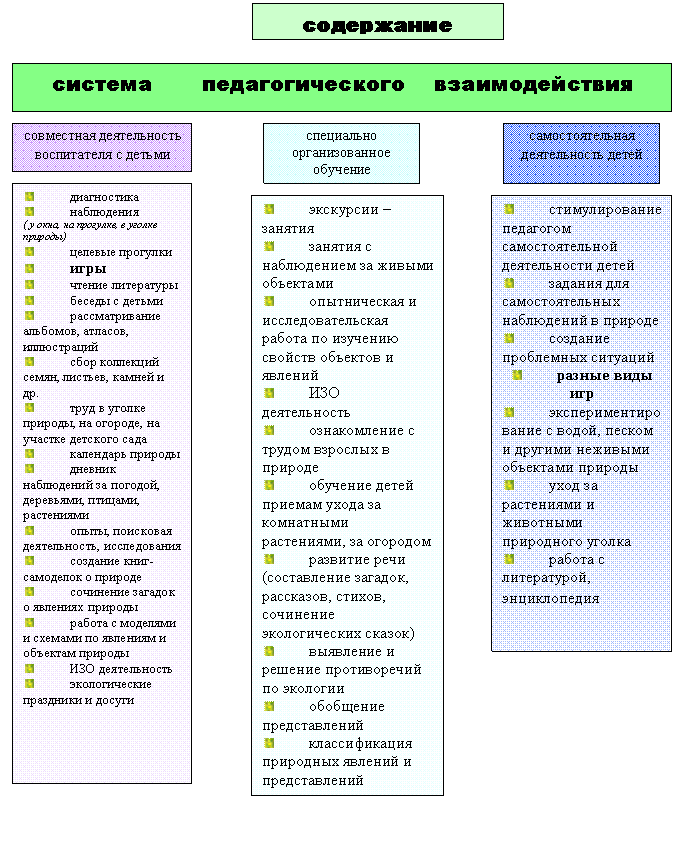 содержание
система педагогического взаимодействия
совместная деятельность
воспитателя с детьми
диагностика
наблюдения
( у окна, на прогулке, в уголке
природы)
целевые прогулки
игры
чтение литературы
беседы с детьми
рассматривание
альбомов, атласов,
иллюстраций
сбор коллекций
семян, листьев, камней и
др.
труд в уголке
природы, на огороде, на
участке детского сада
календарь природы
дневник
наблюдений за погодой,
деревьями, птицами,
растениями
опыты, поисковая
деятельность, исследования
создание книг-
самоделок о природе
сочинение загадок
о явлениях природы
работа с моделями
и схемами по явлениям и
объектам природы
ИЗО деятельность
экологические
праздники и досуги
специально
организованное
обучение
экскурсии –
занятия
занятия с
наблюдением за живыми
объектами
опытническая и
исследовательская
работа по изучению
свойств объектов и
явлений
ИЗО
деятельность
ознакомление с
трудом взрослых в
природе
обучение детей
приемам ухода за
комнатными
растениями, за огородом
развитие речи
(составление загадок,
рассказов, стихов,
сочинение
экологических сказок)
выявление и
решение противоречий
по экологии
обобщение
представлений
классификация
природных явлений и
представлений
самостоятельная
деятельность детей
стимулирование
педагогом
самостоятельной
деятельности детей
задания для
самостоятельных
наблюдений в природе
создание
проблемных ситуаций
разные виды
игр
экспериментиро
вание с водой, песком
и другими неживыми
объектами природы
уход за
растениями и
животными
природного уголка
работа с
литературой,
энциклопедия